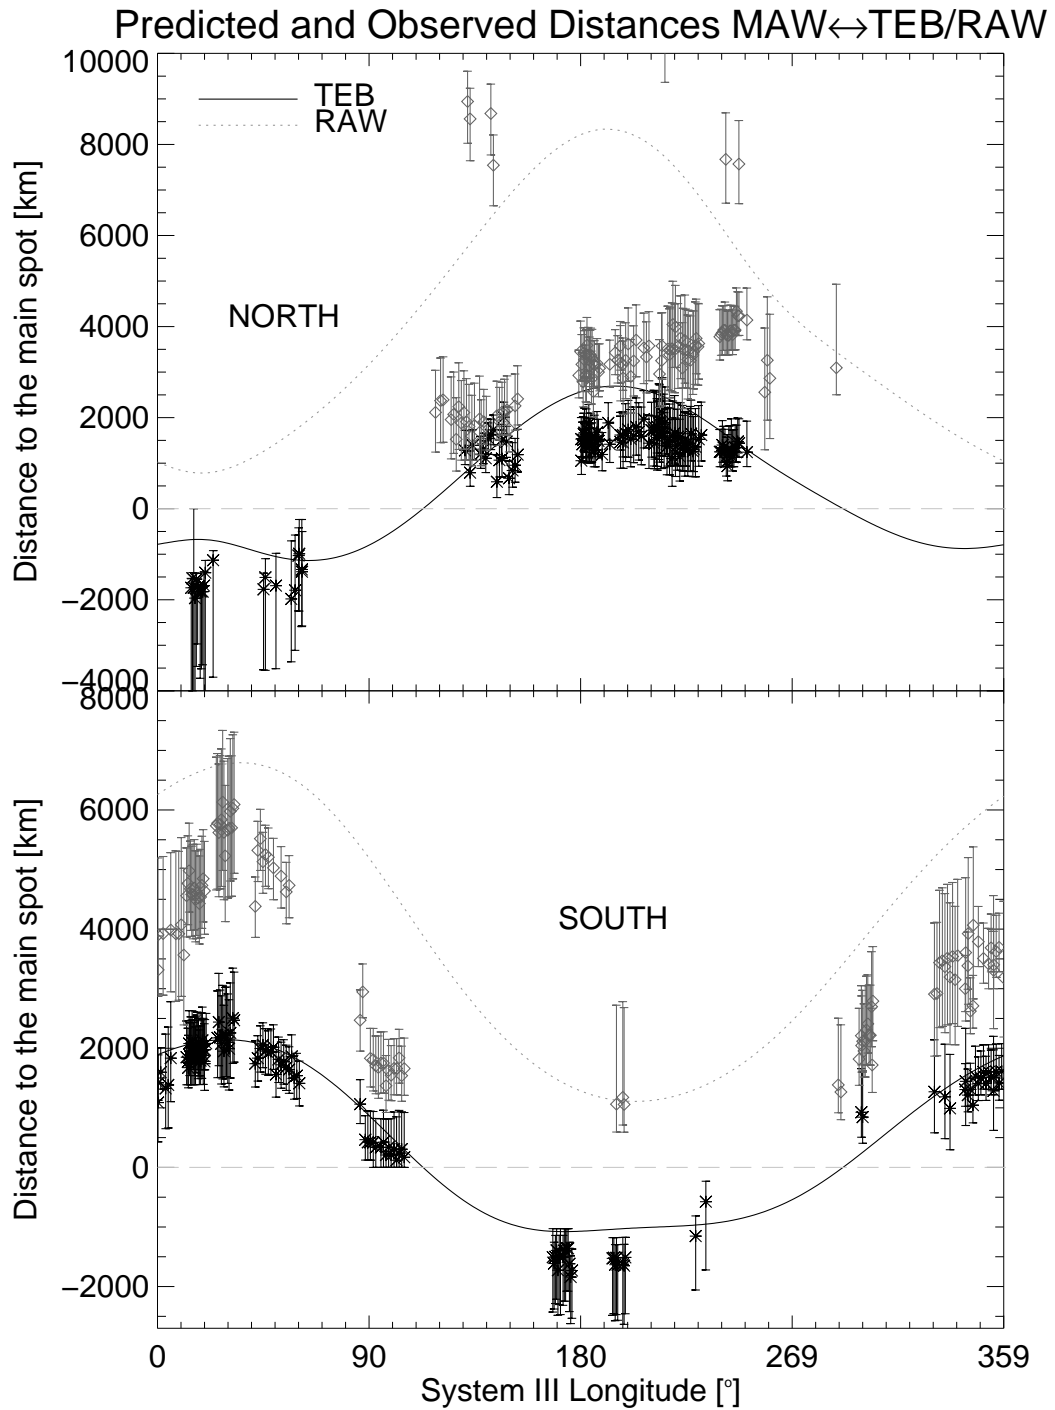 Predicted and Observed Distances MAW↔TEB/RAW
10000
8000
6000
4000
2000
0
−2000
−4000
Distance to the main spot [km]
TEB
RAW
NORTH
8000
6000
4000
2000
0
−2000
Distance to the main spot [km]
SOUTH
0 90 180 269 359
System III Longitude [°]